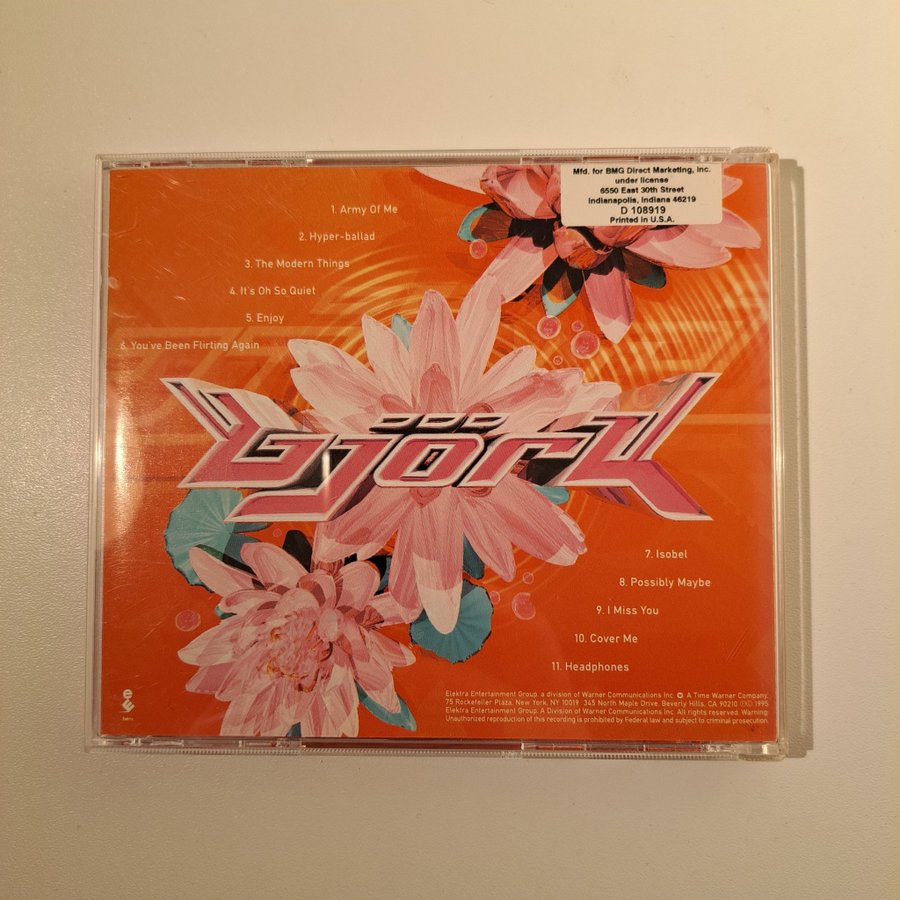 Mfd. for BMG Direct Marketing, Inc.
under license
6550 East 30th Street
Indianapolis, Indiana 46219
D 108919
Printed in U.S.A.
1. Army Of Me
2. Hyper-ballad
3. The Modern Things
4. It's Oh So Quiet
5. Enjoy
6. You've Been Flirting Again
björk
7. Isobel
8. Possibly Maybe
9. I Miss You
10. Cover Me
11. Headphones
Elektra Entertainment Group, a division of Warner Communications Inc. A Time Warner Company.
75 Rockefeller Plaza, New York, NY 10019 345 North Maple Drive, Beverly Hills, CA 90210 ℗© 1995
Elektra Entertainment Group, A Division of Warner Communications Inc. All rights reserved. Warning:
Unauthorized reproduction of this recording is prohibited by Federal law and subject to criminal prosecution.